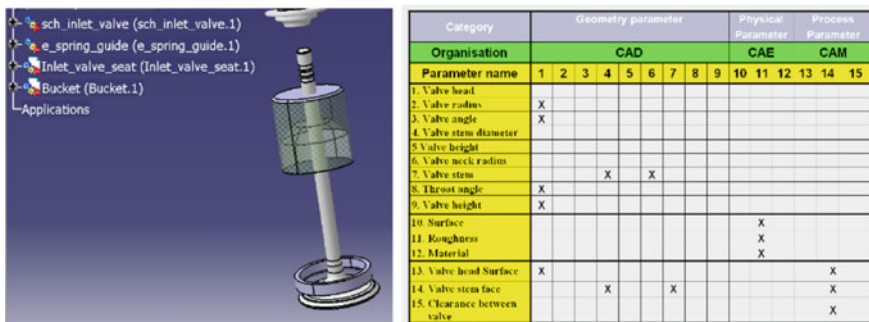 sch_inlet_valve (sch_inlet_valve.1)
e_spring_guide (e_spring_guide.1)
Inlet_valve_seat (Inlet_valve_seat.1)
Bucket (Bucket.1)
Applications
Category Geometry parameter Physical Parameter Process Parameter
Organisation CAD CAE CAM
Parameter name 1 2 3 4 5 6 7 8 9 10 11 12 13 14 15
1. Valve head
2. Valve radius X
3. Valve angle X
4. Valve stem diameter
5 Valve height
6. Valve neck radius
7. Valve stem X X
8. Throat angle X
9. Valve height X
10. Surface X
11. Roughness X
12. Material X
13. Valve head Surface X X
14. Valve stem face X X X
15. Clearance between
valve X